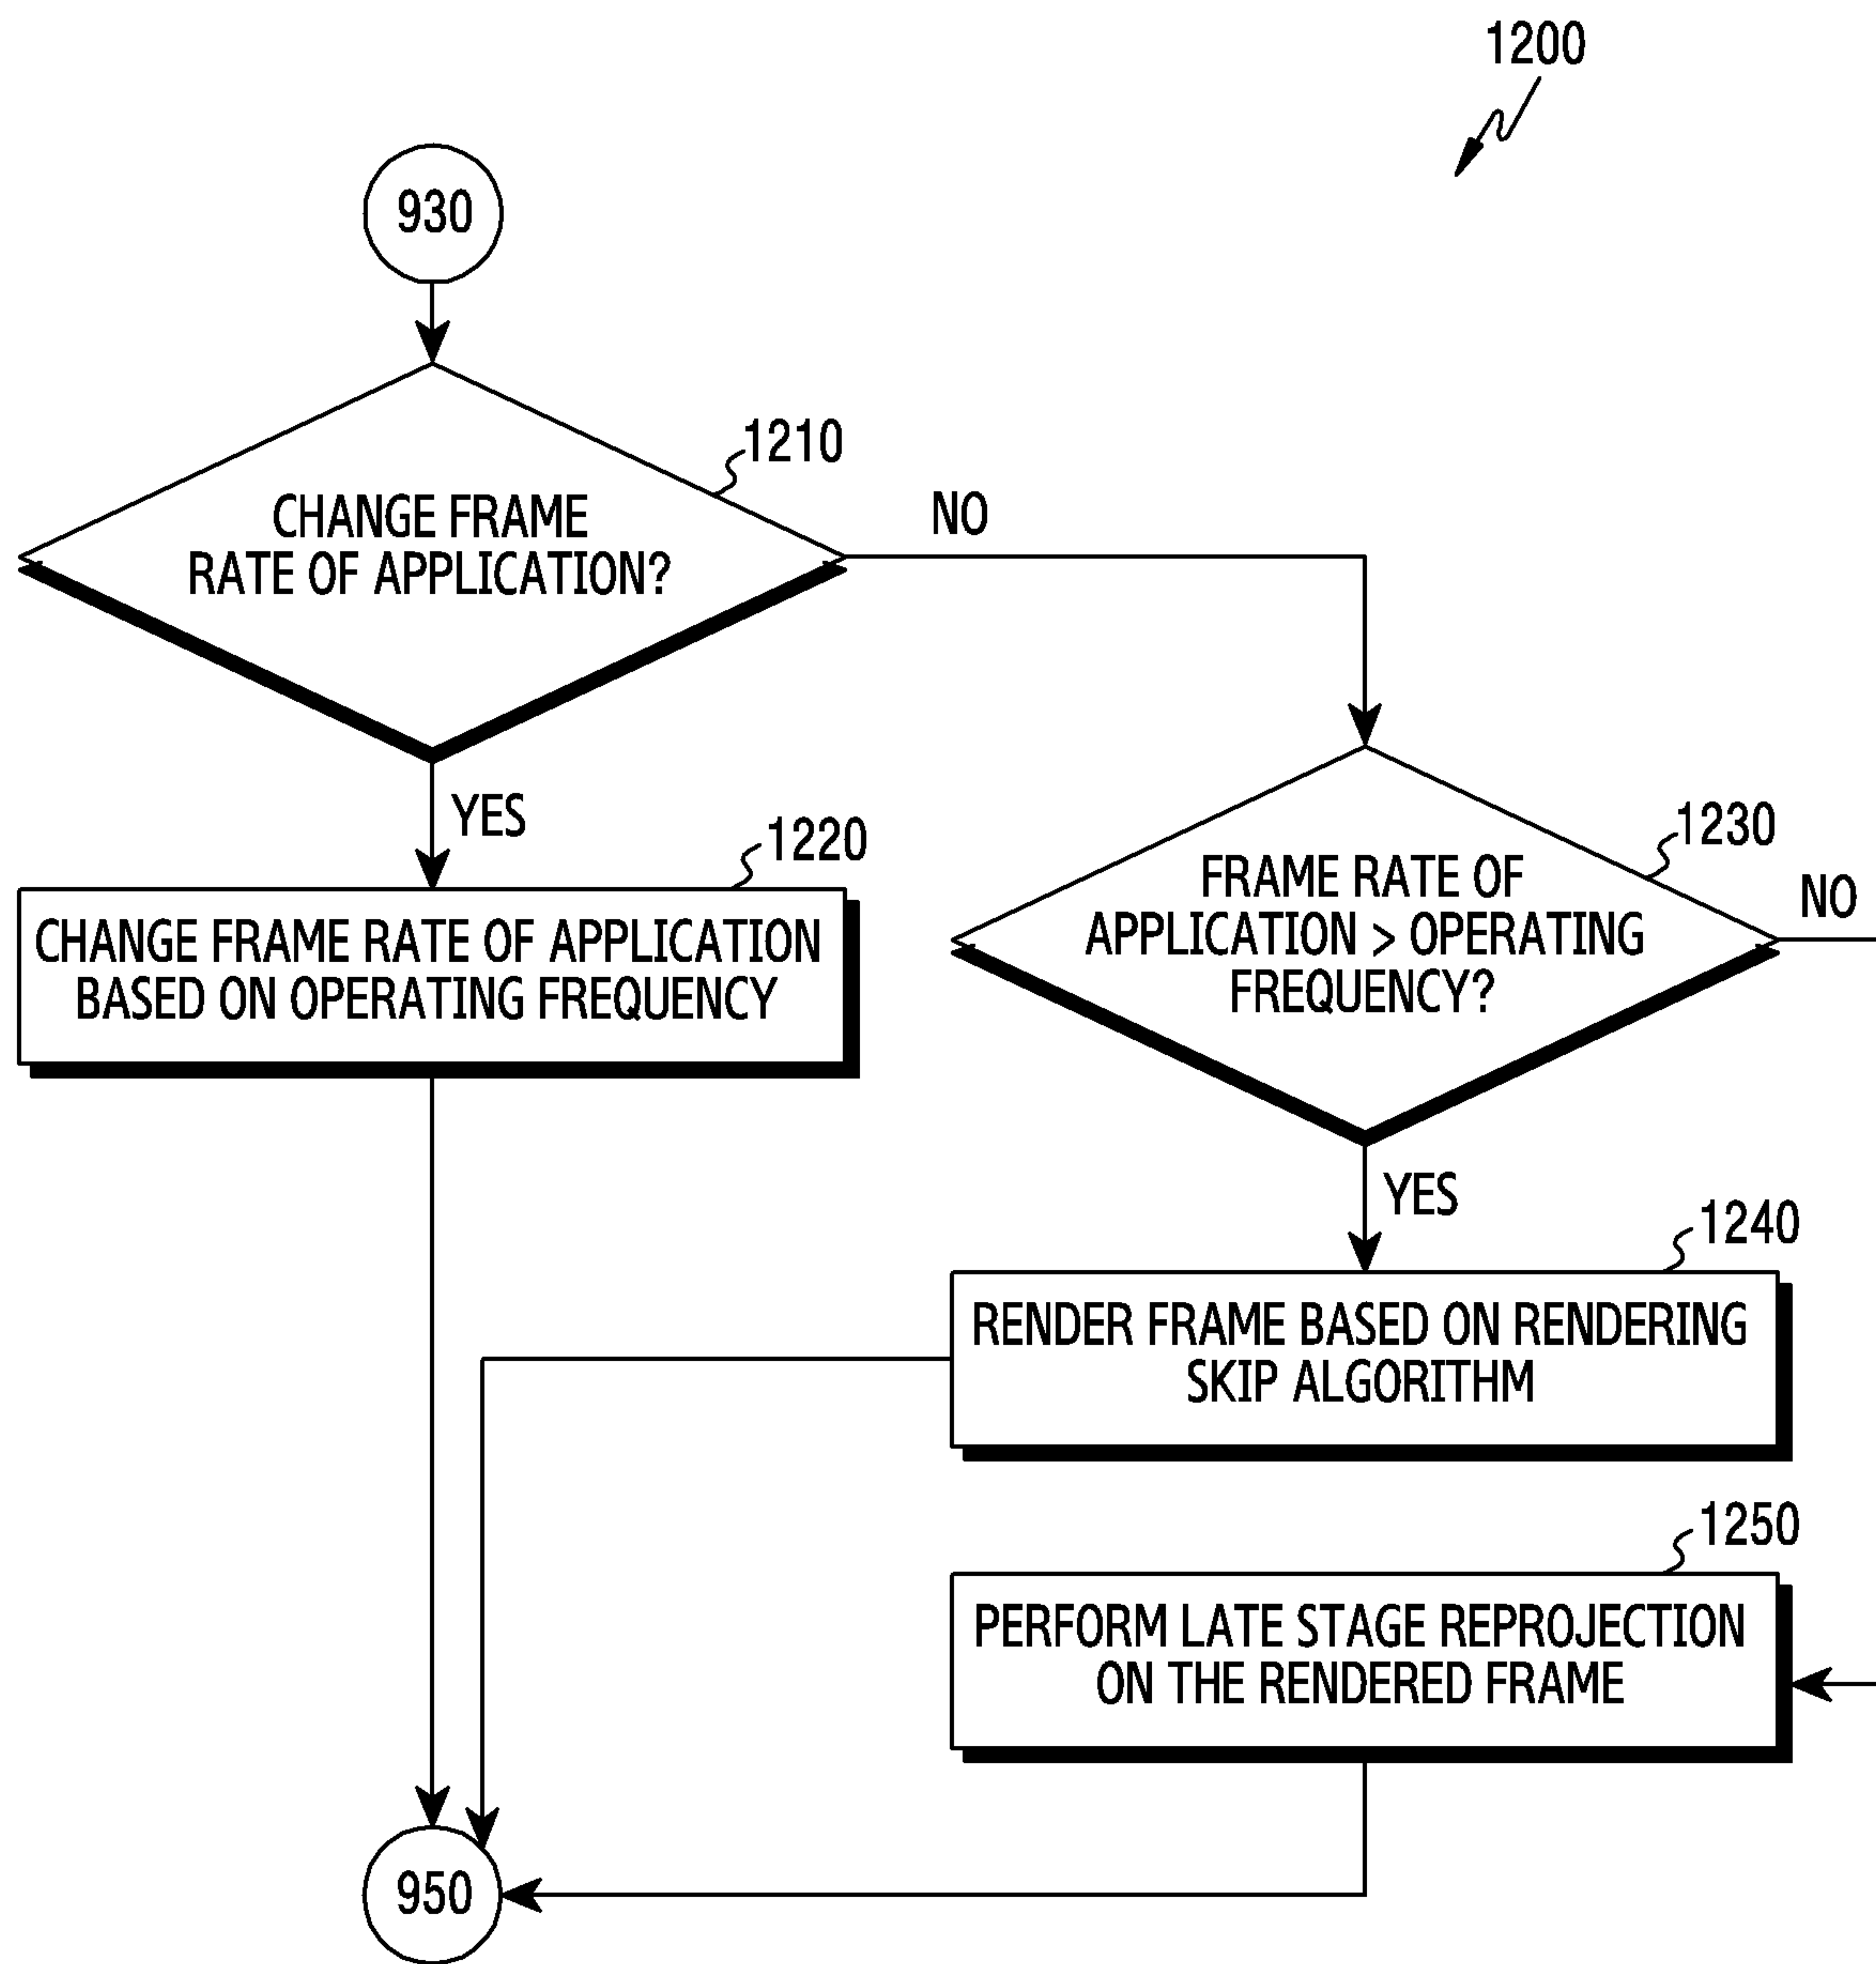 1200
930
1210
CHANGE FRAME
RATE OF APPLICATION?
NO
YES
1220
CHANGE FRAME RATE OF APPLICATION
BASED ON OPERATING FREQUENCY
1230
FRAME RATE OF
APPLICATION > OPERATING
FREQUENCY?
NO
YES
1240
RENDER FRAME BASED ON RENDERING
SKIP ALGORITHM
1250
PERFORM LATE STAGE REPROJECTION
ON THE RENDERED FRAME
950